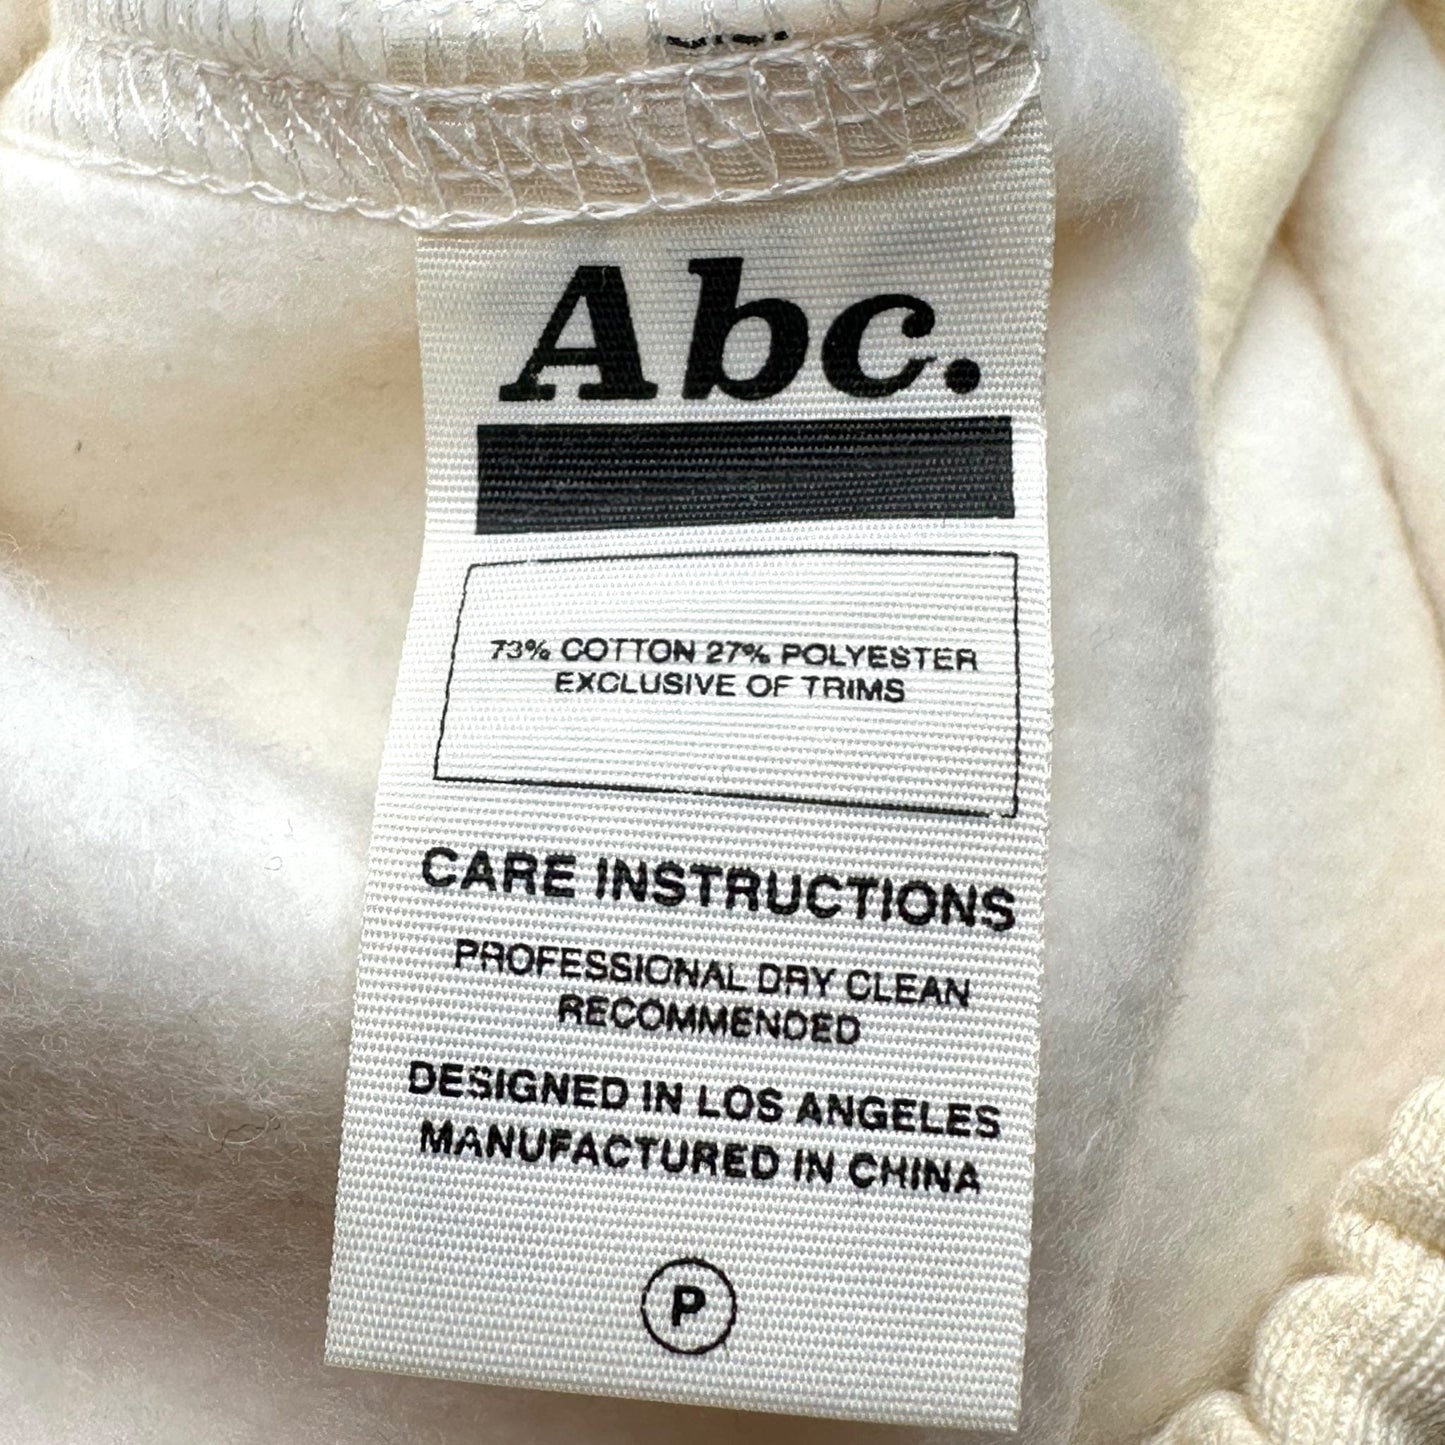 Abc.
73% COTTON 27% POLYESTER
EXCLUSIVE OF TRIMS
CARE INSTRUCTIONS
PROFESSIONAL DRY CLEAN
RECOMMENDED
DESIGNED IN LOS ANGELES
MANUFACTURED IN CHINA
P